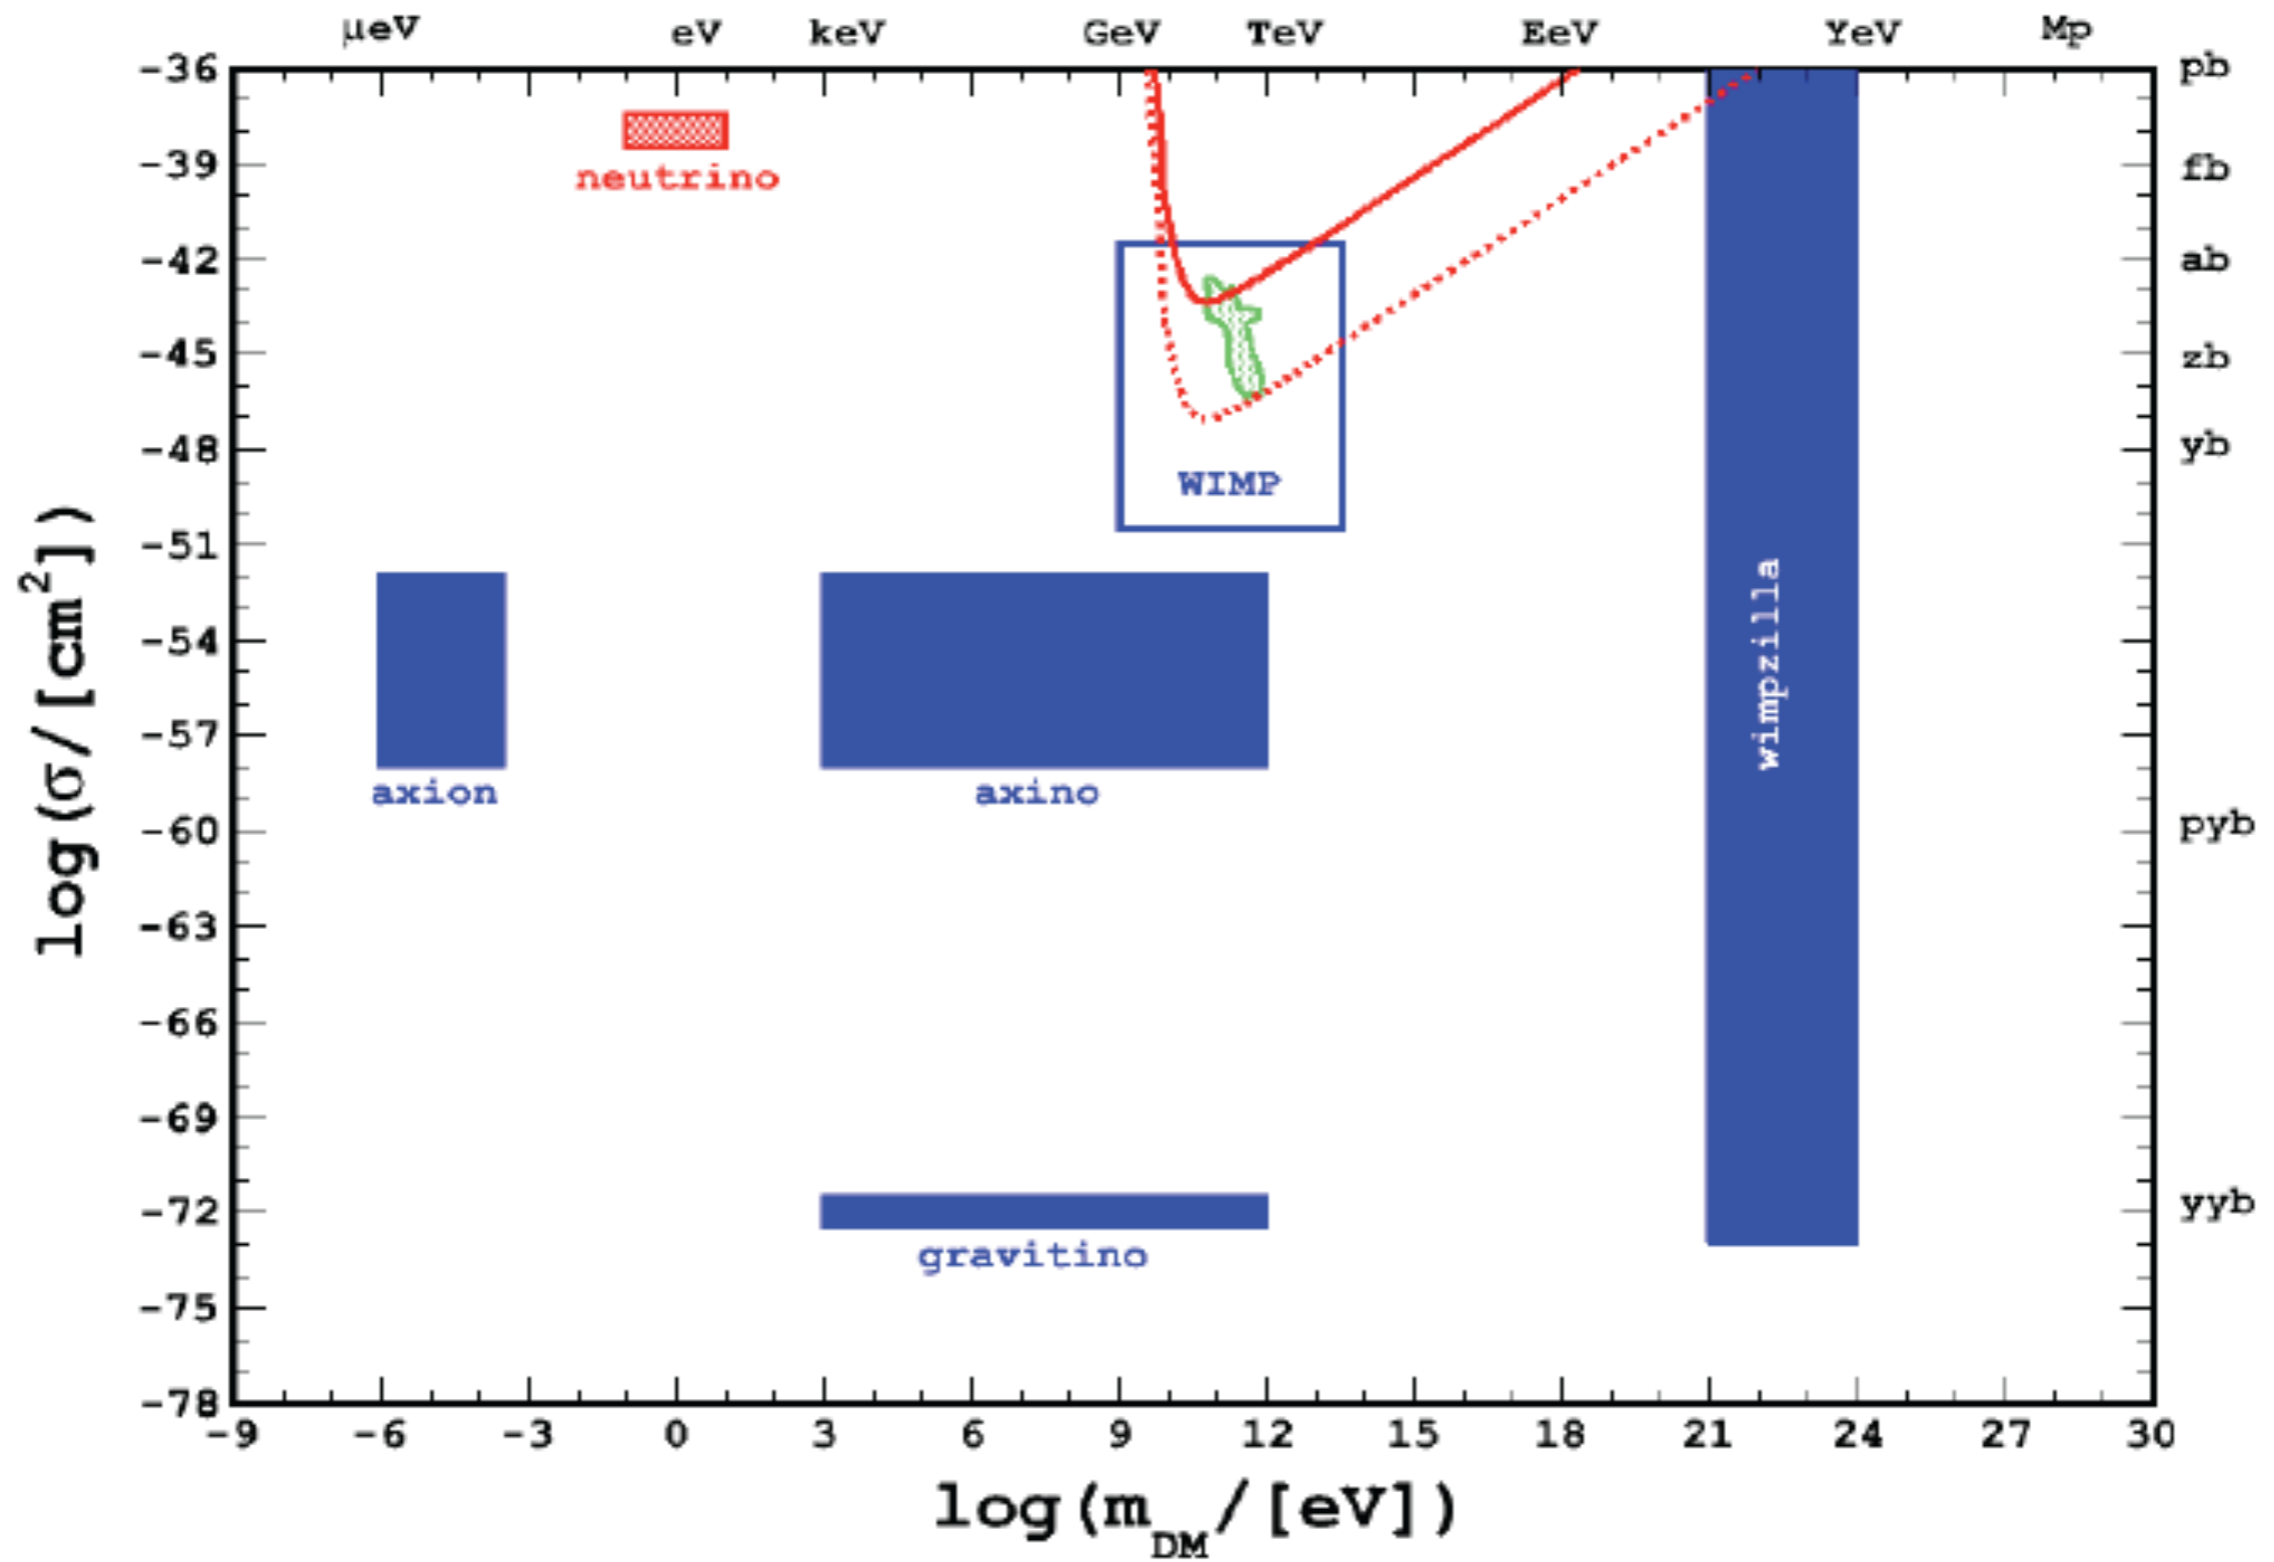 μeV eV keV GeV TeV EeV YeV Mp
-36 pb
neutrino
-39 fb
-42 ab
-45 zb
-48 yb
WIMP
-51
wimpzilla
-54
-57
axion axino
-60 pyb
-63
-66
-69
-72 yyb
gravitino
-75
-78
log(σ/[cm²])
-9 -6 -3 0 3 6 9 12 15 18 21 24 27 30
log(m_DM/[eV])